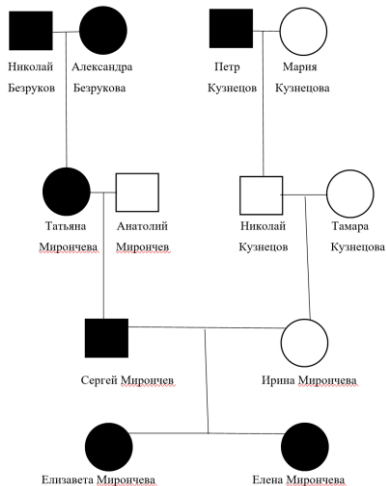 Николай Александра Петр Мария
Безруков Безрукова Кузнецов Кузнецова
Татьяна Анатолий Николай Тамара
Мирончева Мирончев Кузнецов Кузнецова
Сергей Мирончев Ирина Мирончева
Елизавета Мирончева Елена Мирончева